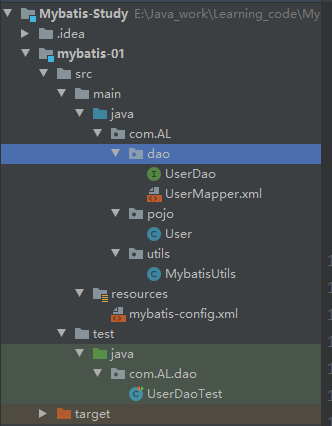 Mybatis-Study E:\Java_work\Learning_code\My
.idea
mybatis-01
src
main
java
com.AL
dao
UserDao
UserMapper.xml
pojo
User
utils
MybatisUtils
resources
mybatis-config.xml
test
java
com.AL.dao
UserDaoTest
target